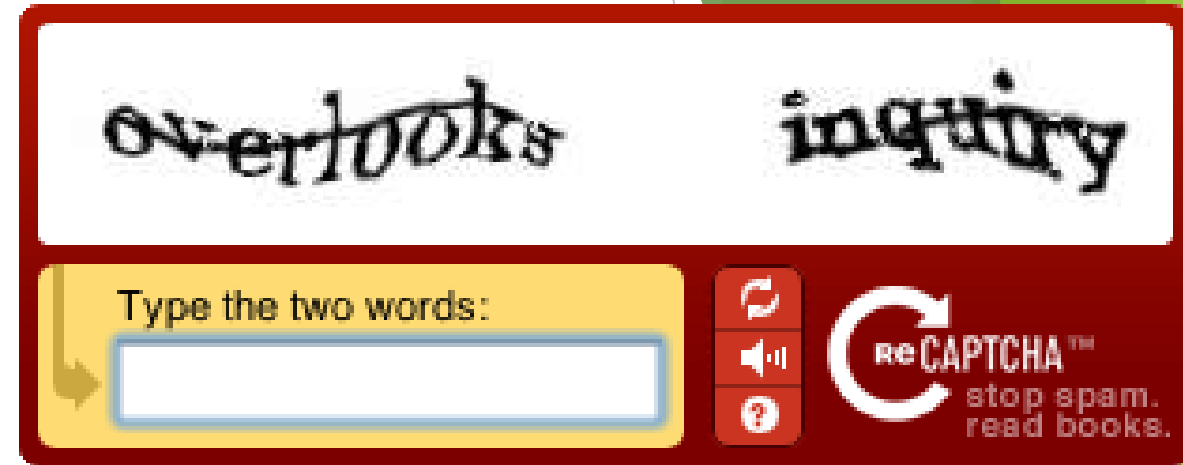 overlooks inquiry
Type the two words:
reCAPTCHA™
stop spam.
read books.